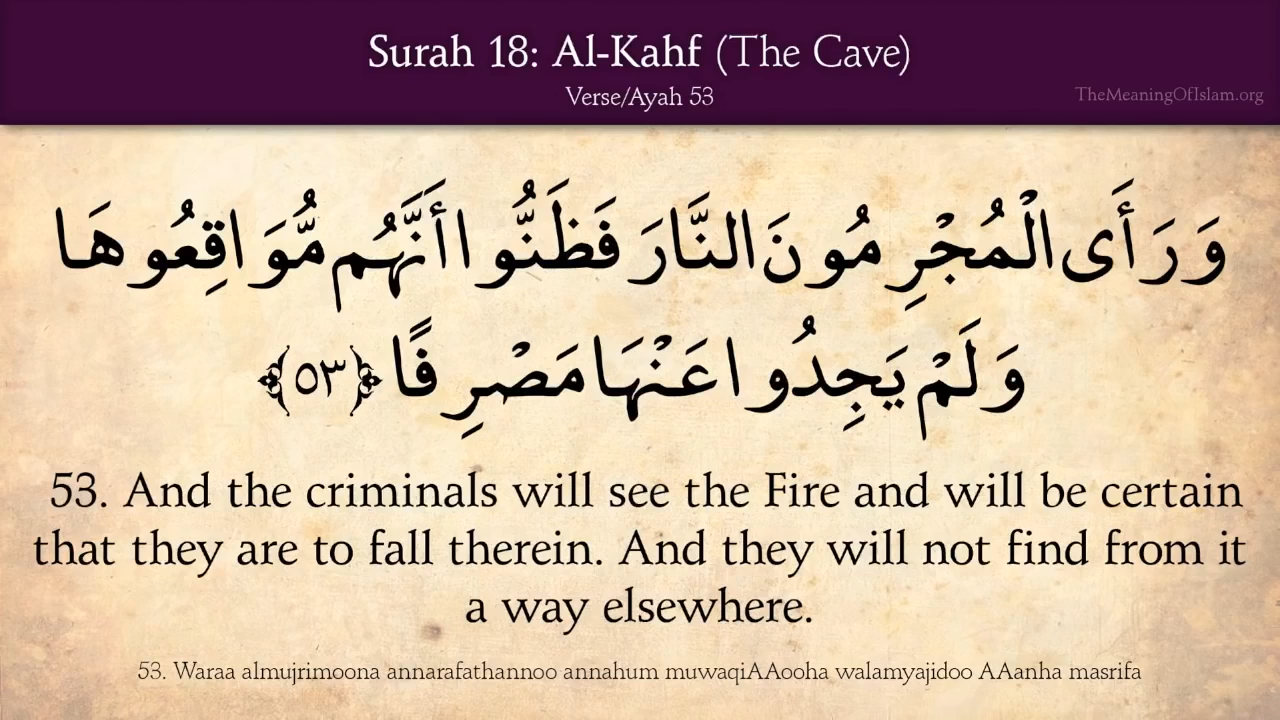 Surah 18: Al-Kahf (The Cave)
Verse/Ayah 53
TheMeaningOfIslam.org
وَرَأَى الْمُجْرِمُونَ النَّارَ فَظَنُّوا أَنَّهُم مُّوَاقِعُوهَا
وَلَمْ يَجِدُوا عَنْهَا مَصْرِفًا ﴿٥٣﴾
53. And the criminals will see the Fire and will be certain
that they are to fall therein. And they will not find from it
a way elsewhere.
53. Waraa almujrimoona annarafathannoo annahum muwaqiAAooha walamyajidoo AAanha masrifa